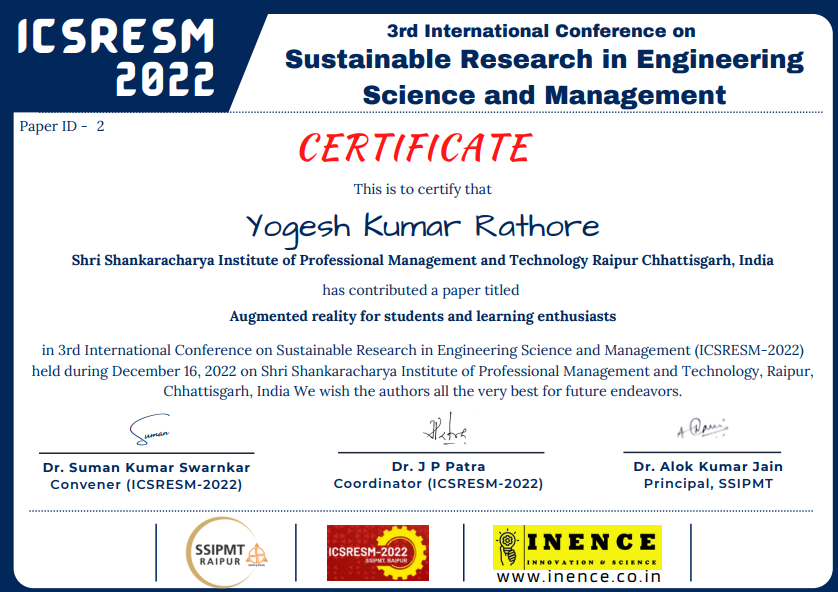 ICSRESM
2022
3rd International Conference on
Sustainable Research in Engineering
Science and Management
Paper ID - 2
CERTIFICATE
This is to certify that
Yogesh Kumar Rathore
Shri Shankaracharya Institute of Professional Management and Technology Raipur Chhattisgarh, India
has contributed a paper titled
Augmented reality for students and learning enthusiasts
in 3rd International Conference on Sustainable Research in Engineering Science and Management (ICSRESM-2022)
held during December 16, 2022 on Shri Shankaracharya Institute of Professional Management and Technology, Raipur,
Chhattisgarh, India We wish the authors all the very best for future endeavors.
Suman
Dr. Suman Kumar Swarnkar
Convener (ICSRESM-2022)
Dr. J P Patra
Coordinator (ICSRESM-2022)
Dr. Alok Kumar Jain
Principal, SSIPMT
SSIPMT
RAIPUR
ICSRESM-2022
SSIPMT, RAIPUR
INENCE
INNOVATION & SCIENCE
www.inence.co.in